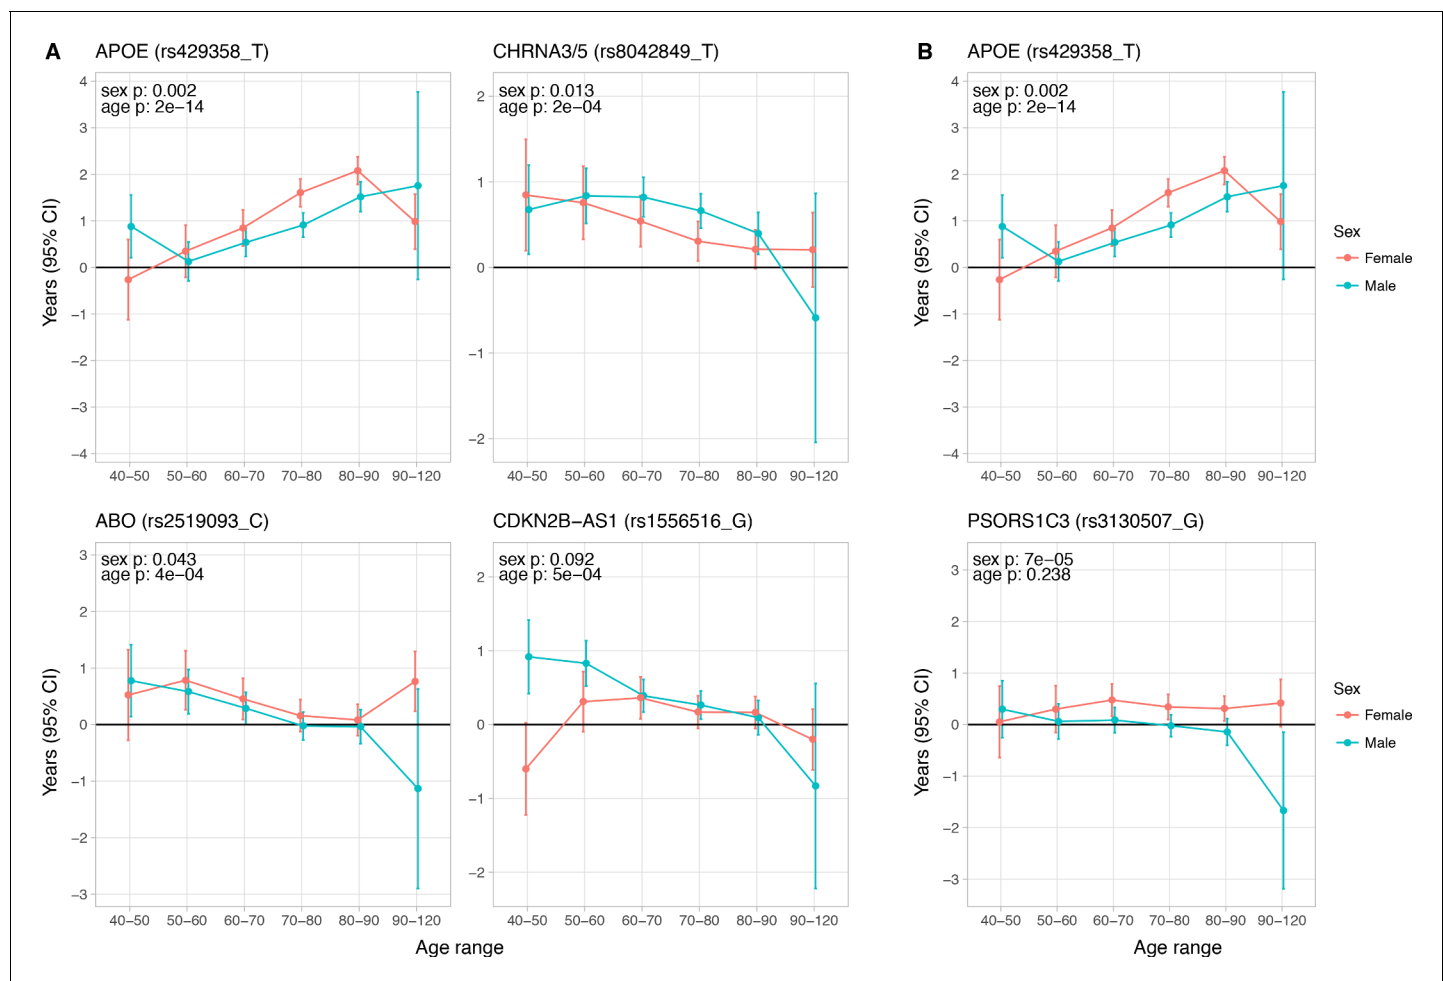 A
APOE (rs429358_T)
sex p: 0.002
age p: 2e−14
4
3
2
1
0
−1
−2
−3
−4
Years (95% CI)
40−50 50−60 60−70 70−80 80−90 90−120
CHRNA3/5 (rs8042849_T)
sex p: 0.013
age p: 2e−04
2
1
0
−1
−2
40−50 50−60 60−70 70−80 80−90 90−120
ABO (rs2519093_C)
sex p: 0.043
age p: 4e−04
3
2
1
0
−1
−2
−3
Years (95% CI)
40−50 50−60 60−70 70−80 80−90 90−120
CDKN2B−AS1 (rs1556516_G)
sex p: 0.092
age p: 5e−04
2
1
0
−1
−2
40−50 50−60 60−70 70−80 80−90 90−120
Age range
B
APOE (rs429358_T)
sex p: 0.002
age p: 2e−14
4
3
2
1
0
−1
−2
−3
−4
Years (95% CI)
40−50 50−60 60−70 70−80 80−90 90−120
Sex
Female
Male
PSORS1C3 (rs3130507_G)
sex p: 7e−05
age p: 0.238
3
2
1
0
−1
−2
−3
Years (95% CI)
40−50 50−60 60−70 70−80 80−90 90−120
Age range
Sex
Female
Male